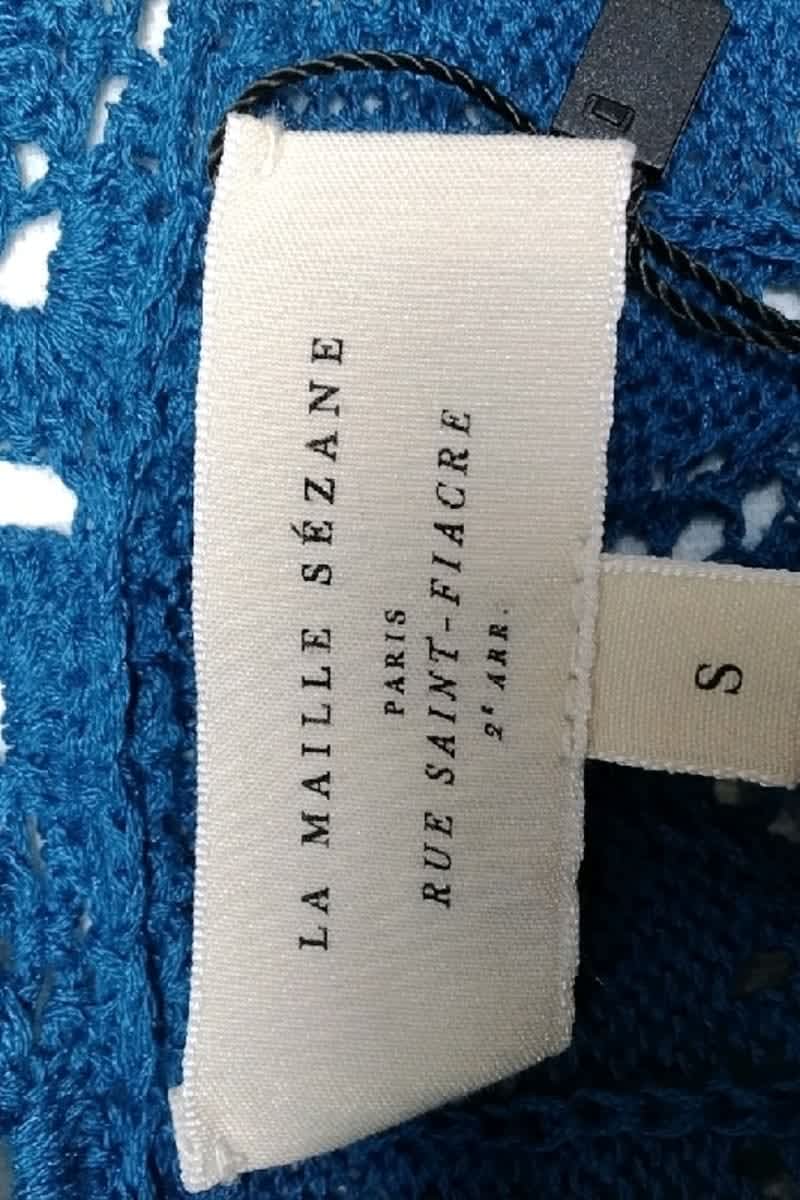 LA MAILLE SÉZANE
PARIS
RUE SAINT-FIACRE
2ᴱ ARR.
S